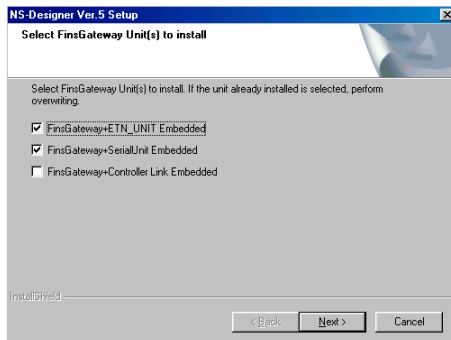 NS-Designer Ver.5 Setup
Select FinsGateway Unit(s) to install
Select FinsGateway Unit(s) to install. If the unit already installed is selected, perform
overwriting.
FinsGateway+ETN_UNIT Embedded
FinsGateway+SerialUnit Embedded
FinsGateway+Controller Link Embedded
InstallShield
< Back Next > Cancel